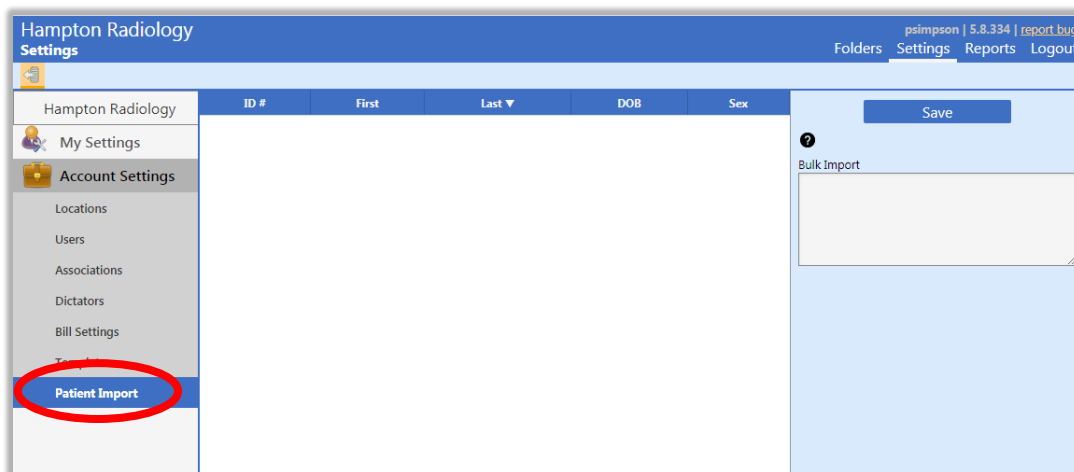 Hampton Radiology
psimpson | 5.8.334 | report bug
Settings
Folders Settings Reports Logout
Hampton Radiology
ID # First Last ▼ DOB Sex
Save
My Settings
?
Bulk Import
Account Settings
Locations
Users
Associations
Dictators
Bill Settings
Patient Import